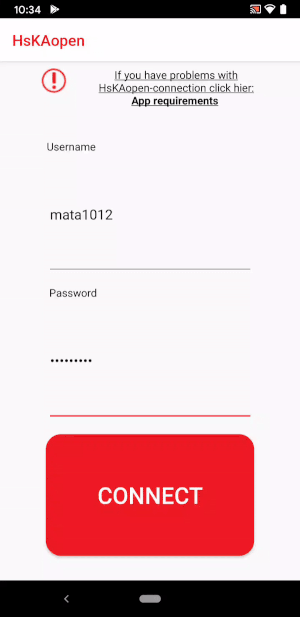 10:34
HsKAopen
If you have problems with
HsKAopen-connection click hier:
App requirements
Username
mata1012
Password
•••••••••
CONNECT